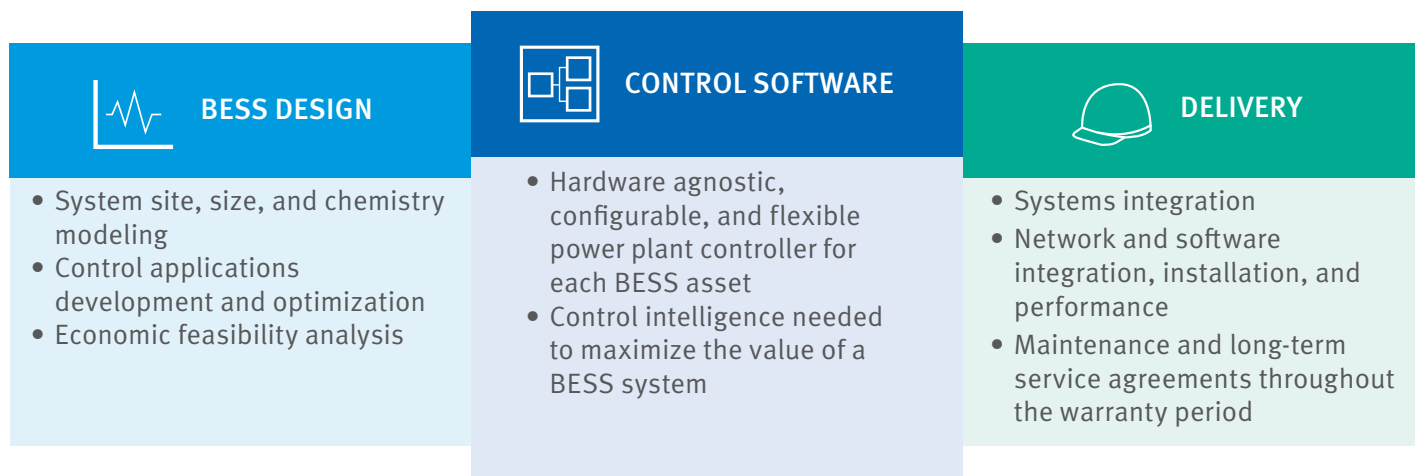 BESS DESIGN
• System site, size, and chemistry
modeling
• Control applications
development and optimization
• Economic feasibility analysis
CONTROL SOFTWARE
• Hardware agnostic,
configurable, and flexible
power plant controller for
each BESS asset
• Control intelligence needed
to maximize the value of a
BESS system
DELIVERY
• Systems integration
• Network and software
integration, installation, and
performance
• Maintenance and long-term
service agreements throughout
the warranty period